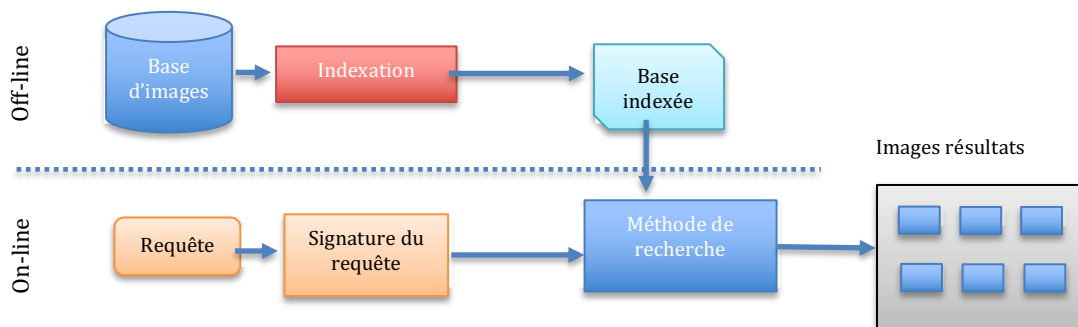 Off-line
Base
d'images
Indexation
Base
indexée
Images résultats
On-line
Requête
Signature du
requête
Méthode de
recherche